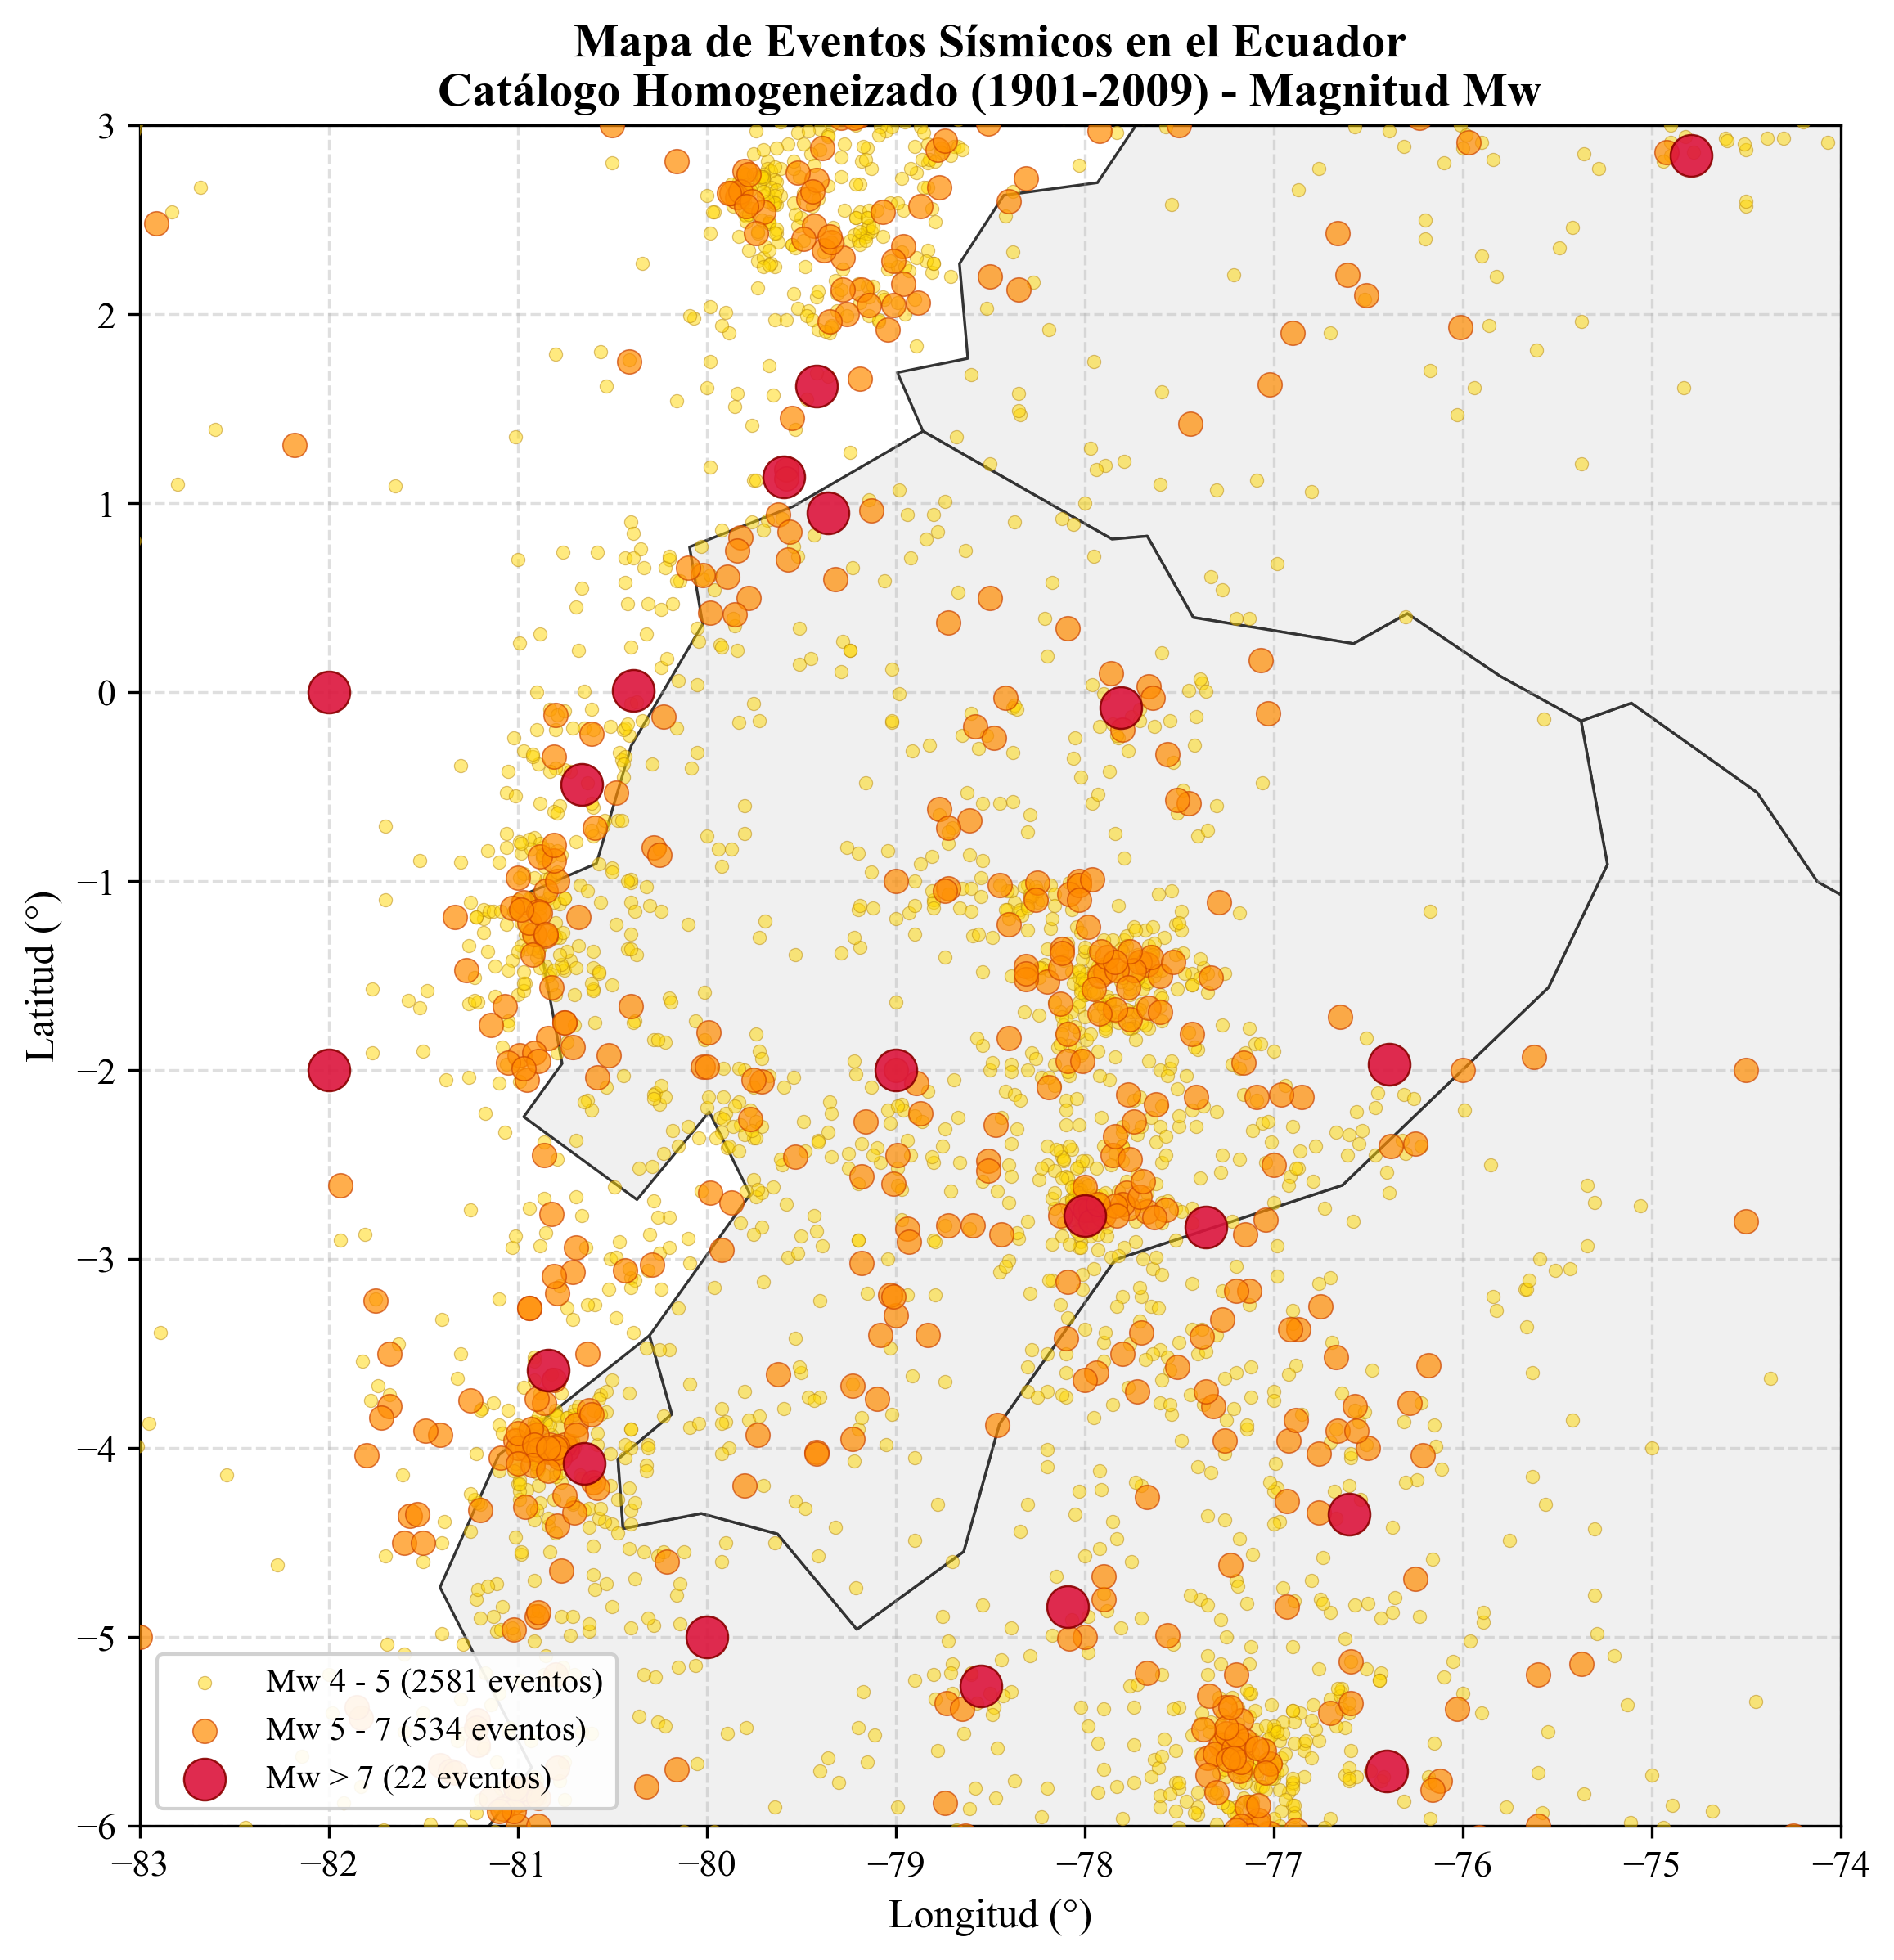 Mapa de Eventos Sísmicos en el Ecuador
Catálogo Homogeneizado (1901-2009) - Magnitud Mw
3
2
1
0
−1
−2
−3
−4
−5
−6
Latitud (°)
Mw 4 - 5 (2581 eventos)
Mw 5 - 7 (534 eventos)
Mw > 7 (22 eventos)
−83 −82 −81 −80 −79 −78 −77 −76 −75 −74
Longitud (°)